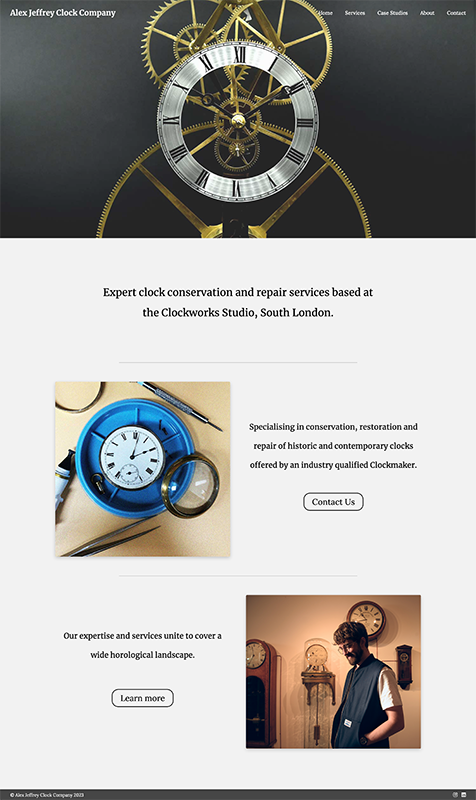 Alex Jeffrey Clock Company
Home Services Case Studies About Contact
XII
Expert clock conservation and repair services based at
the Clockworks Studio, South London.
Specialising in conservation, restoration and
repair of historic and contemporary clocks
offered by an industry qualified Clockmaker.
Contact Us
Our expertise and services unite to cover a
wide horological landscape.
Learn more
© Alex Jeffrey Clock Company 2023